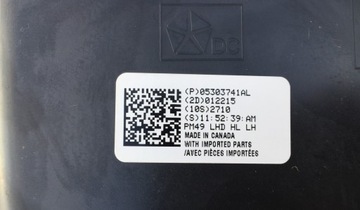 DS
(P)05303741AL
(2D)012215
(10S)2710
(S)11:52:39:AM
PM49 LHD HL LH
MADE IN CANADA
WITH IMPORTED PARTS
/AVEC PIÈCES IMPORTÉES